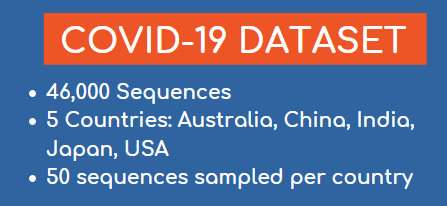 COVID-19 DATASET
• 46,000 Sequences
• 5 Countries: Australia, China, India,
Japan, USA
• 50 sequences sampled per country